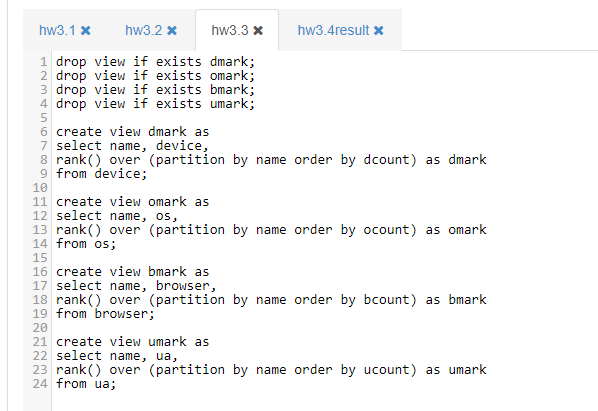 hw3.1 ✖ hw3.2 ✖ hw3.3 ✖ hw3.4result ✖
1 drop view if exists dmark;
2 drop view if exists omark;
3 drop view if exists bmark;
4 drop view if exists umark;
5
6 create view dmark as
7 select name, device,
8 rank() over (partition by name order by dcount) as dmark
9 from device;
10
11 create view omark as
12 select name, os,
13 rank() over (partition by name order by ocount) as omark
14 from os;
15
16 create view bmark as
17 select name, browser,
18 rank() over (partition by name order by bcount) as bmark
19 from browser;
20
21 create view umark as
22 select name, ua,
23 rank() over (partition by name order by ucount) as umark
24 from ua;